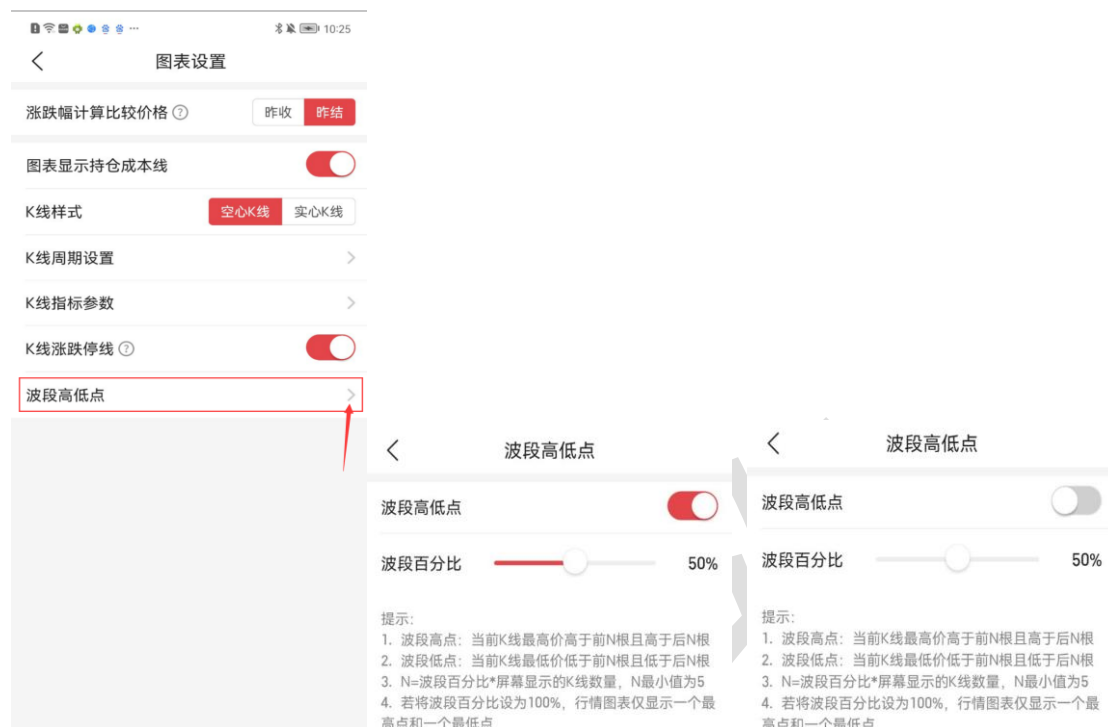 10:25
图表设置
涨跌幅计算比较价格 ?
昨收 昨结
图表显示持仓成本线
K线样式
空心K线 实心K线
K线周期设置
K线指标参数
K线涨跌停线 ?
波段高低点
波段高低点
波段高低点
波段百分比 50%
提示:
1. 波段高点：当前K线最高价高于前N根且高于后N根
2. 波段低点：当前K线最低价低于前N根且低于后N根
3. N=波段百分比*屏幕显示的K线数量，N最小值为5
4. 若将波段百分比设为100%，行情图表仅显示一个最
高点和一个最低点
波段高低点
波段高低点
波段百分比 50%
提示:
1. 波段高点：当前K线最高价高于前N根且高于后N根
2. 波段低点：当前K线最低价低于前N根且低于后N根
3. N=波段百分比*屏幕显示的K线数量，N最小值为5
4. 若将波段百分比设为100%，行情图表仅显示一个最
高点和一个最低点